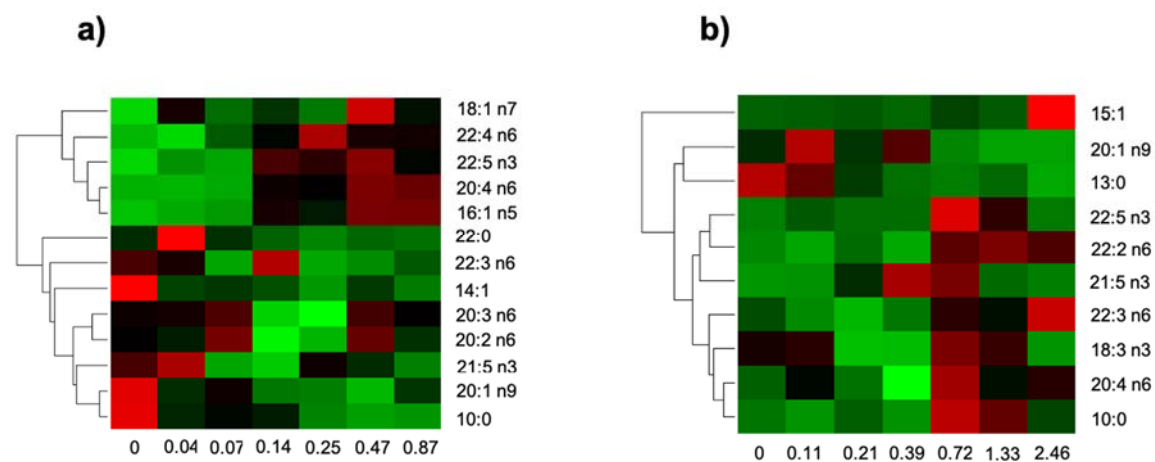 a)
18:1 n7
22:4 n6
22:5 n3
20:4 n6
16:1 n5
22:0
22:3 n6
14:1
20:3 n6
20:2 n6
21:5 n3
20:1 n9
10:0
0 0.04 0.07 0.14 0.25 0.47 0.87
b)
15:1
20:1 n9
13:0
22:5 n3
22:2 n6
21:5 n3
22:3 n6
18:3 n3
20:4 n6
10:0
0 0.11 0.21 0.39 0.72 1.33 2.46